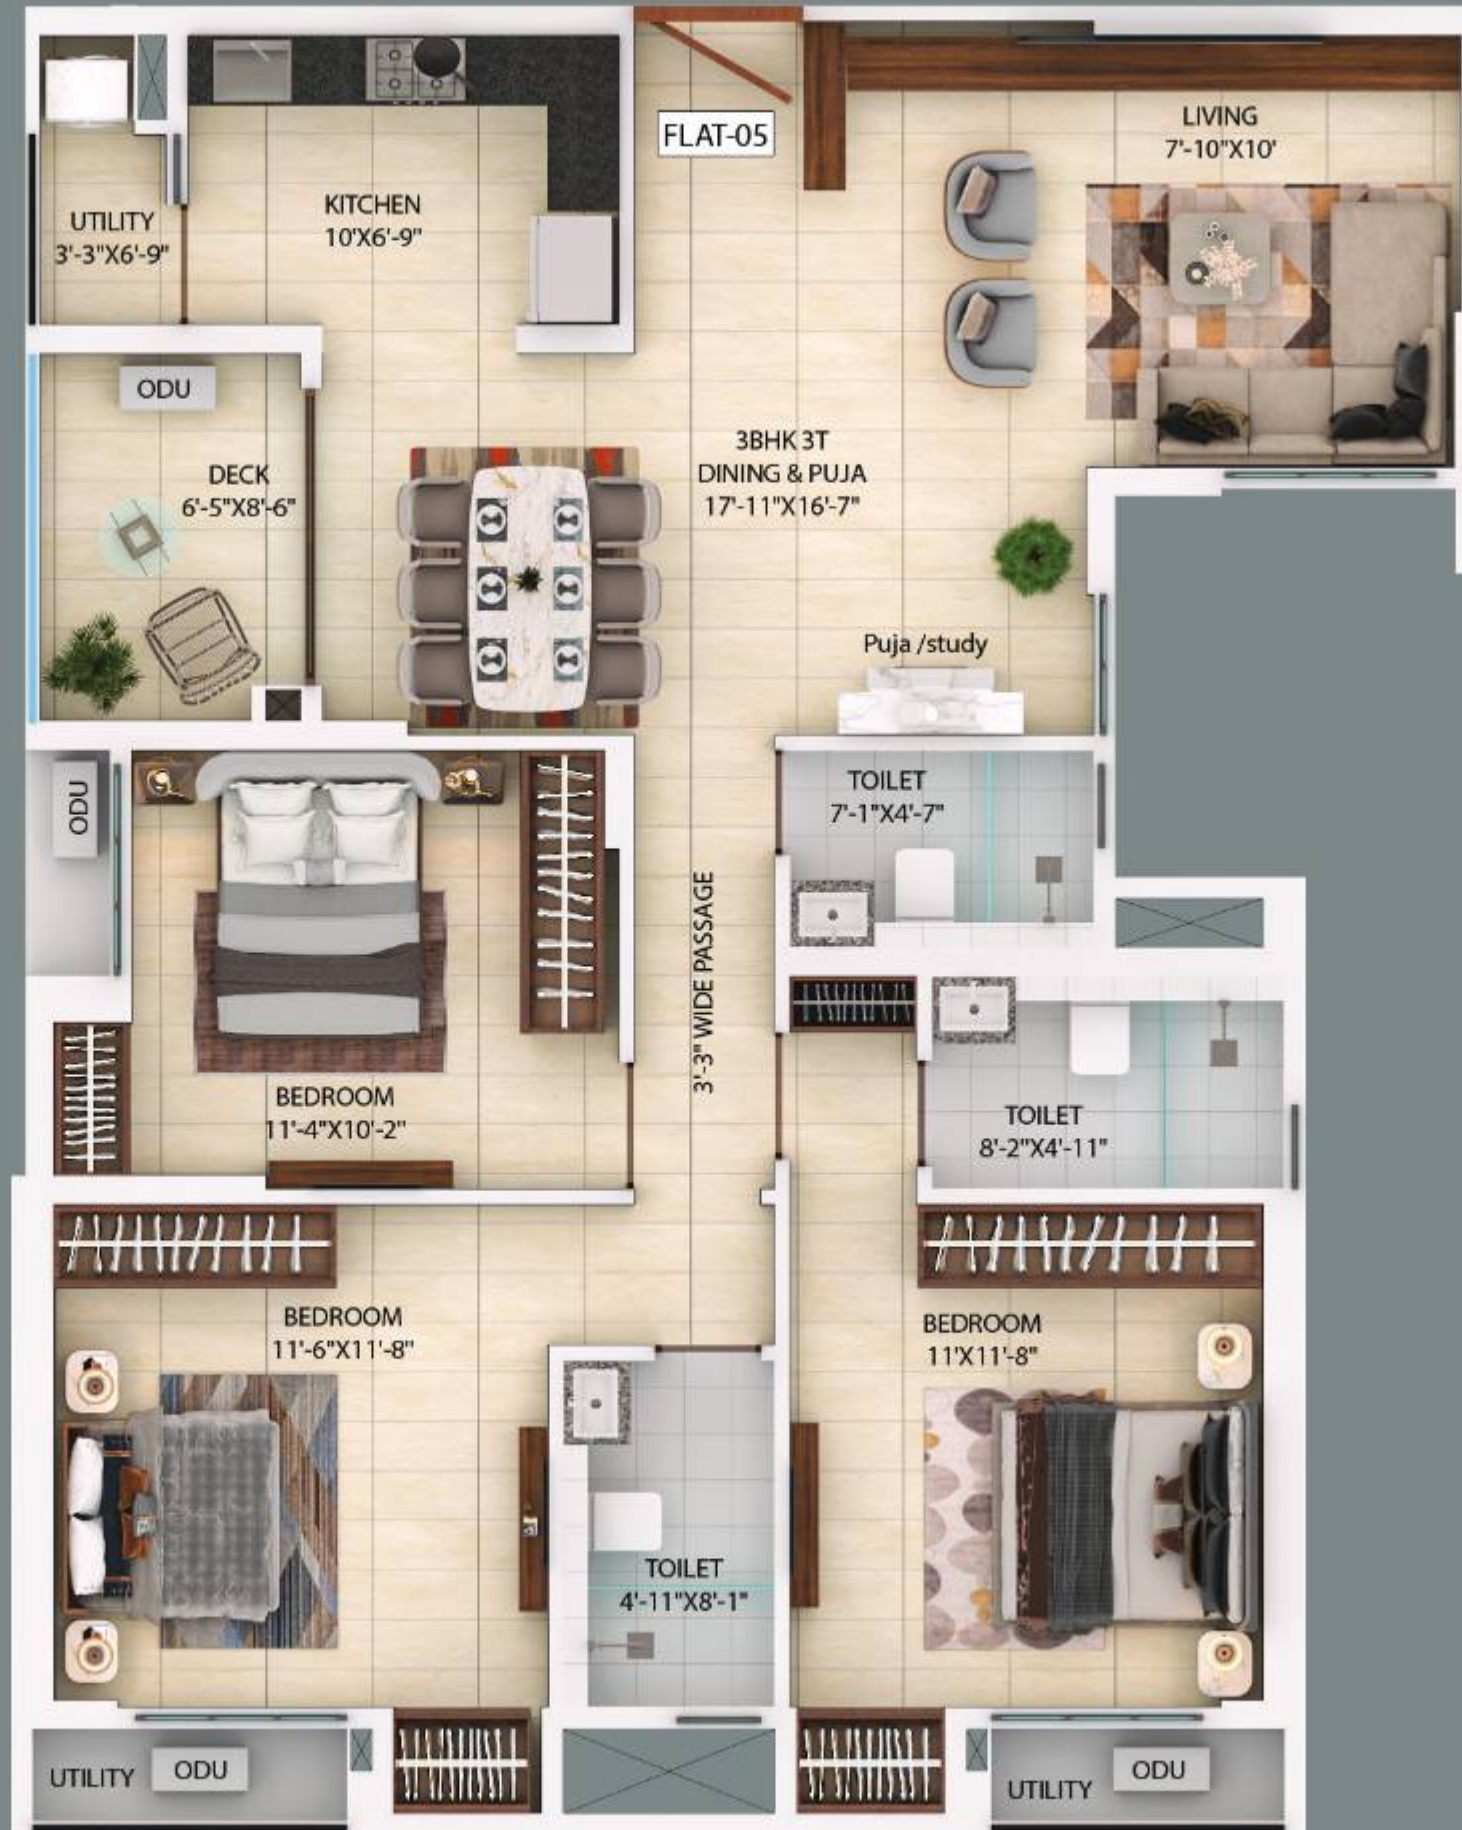 FLAT-05
LIVING
7'-10"X10'
UTILITY
3'-3"X6'-9"
KITCHEN
10'X6'-9"
ODU
DECK
6'-5"X8'-6"
3BHK 3T
DINING & PUJA
17'-11"X16'-7"
Puja /study
ODU
TOILET
7'-1"X4'-7"
3'-3" WIDE PASSAGE
BEDROOM
11'-4"X10'-2"
TOILET
8'-2"X4'-11"
BEDROOM
11'-6"X11'-8"
BEDROOM
11'X11'-8"
TOILET
4'-11"X8'-1"
UTILITY
ODU
UTILITY
ODU